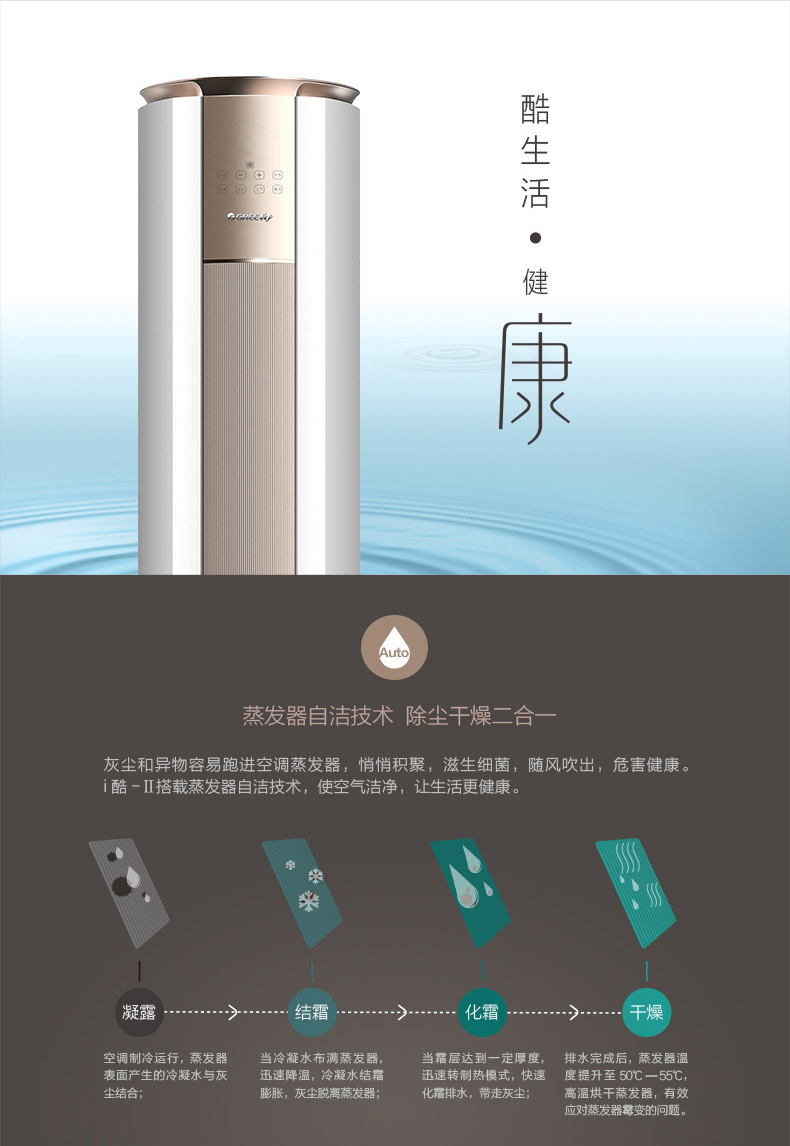 酷生活·健康
GREE
Auto
蒸发器自洁技术 除尘干燥二合一
灰尘和异物容易跑进空调蒸发器，悄悄积聚，滋生细菌，随风吹出，危害健康。
i 酷 – II 搭载蒸发器自洁技术，使空气洁净，让生活更健康。
凝露
结霜
化霜
干燥
空调制冷运行，蒸发器
表面产生的冷凝水与灰
尘结合；
当冷凝水布满蒸发器，
迅速降温，冷凝水结霜
膨胀，灰尘脱离蒸发器；
当霜层达到一定厚度，
迅速转制热模式，快速
化霜排水，带走灰尘；
排水完成后，蒸发器温
度提升至 50℃ — 55℃，
高温烘干蒸发器，有效
应对蒸发器霉变的问题。